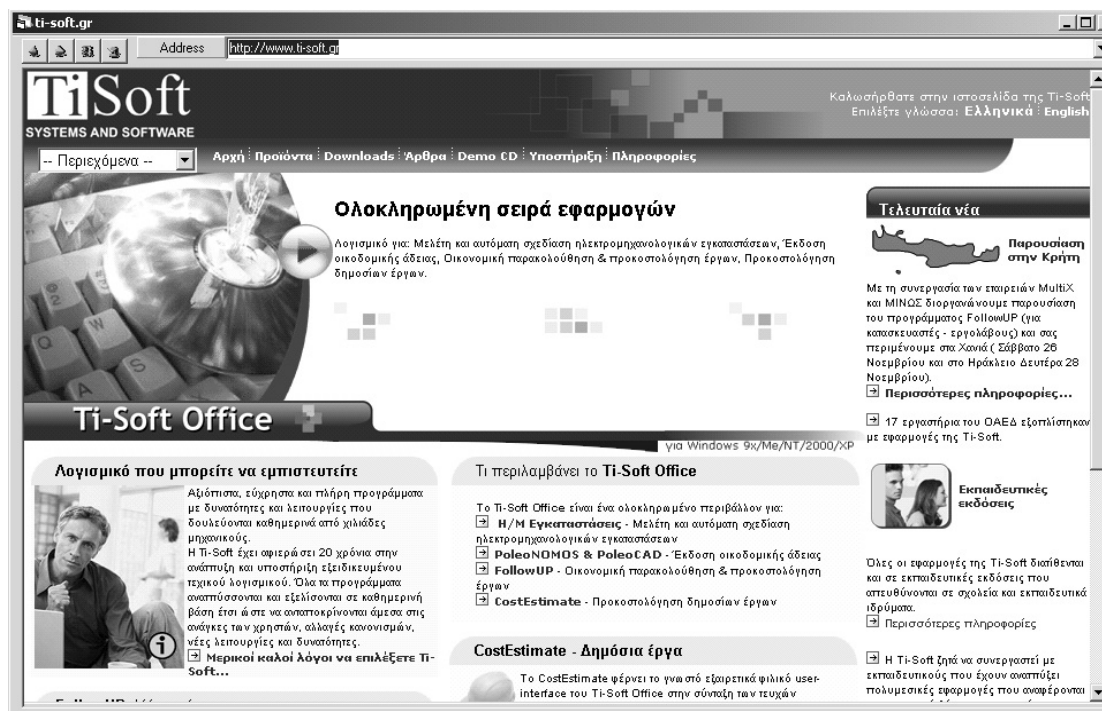 ti-soft.gr
Address http://www.ti-soft.gr
TiSoft
SYSTEMS AND SOFTWARE
Καλωσήρθατε στην ιστοσελίδα της Ti-Soft
Επιλέξτε γλώσσα: Ελληνικά English
-- Περιεχόμενα --
Αρχή Προϊόντα Downloads Άρθρα Demo CD Υποστήριξη Πληροφορίες
Ολοκληρωμένη σειρά εφαρμογών
Λογισμικό για: Μελέτη και αυτόματη σχεδίαση ηλεκτρομηχανολογικών εγκαταστάσεων, Έκδοση
οικοδομικής άδειας, Οικονομική παρακολούθηση & προκοστολόγηση έργων, Προκοστολόγηση
δημοσίων έργων.
Ti-Soft Office
για Windows 9x/Me/NT/2000/XP
Λογισμικό που μπορείτε να εμπιστευτείτε
Αξιόπιστα, εύχρηστα και πλήρη προγράμματα
με δυνατότητες και λειτουργίες που
δουλεύονται καθημερινά από χιλιάδες
μηχανικούς.
Η Ti-Soft έχει αφιερώσει 20 χρόνια στην
ανάπτυξη και υποστήριξη εξειδικευμένου
τεχικού λογισμικού. Όλα τα προγράμματα
αναπτύσσονται και εξελίσονται σε καθημερινή
βάση έτσι ώστε να ανταποκρίνονται άμεσα στις
ανάγκες των χρηστών, αλλαγές κανονισμών,
νέες λειτουργίες και δυνατότητες.
Μερικοί καλοί λόγοι να επιλέξετε Ti-
Soft...
Τι περιλαμβάνει το Ti-Soft Office
Το Ti-Soft Office είναι ένα ολοκληρωμένο περιβάλλον για:
Η/Μ Εγκαταστάσεις - Μελέτη και αυτόματη σχεδίαση
ηλεκτρομηχανολογικών εγκαταστάσεων
PoleoNOMOS & PoleoCAD - Έκδοση οικοδομικής άδειας
FollowUP - Οικονομική παρακολούθηση & προκοστολόγηση
έργων
CostEstimate - Προκοστολόγηση δημοσίων έργων
CostEstimate - Δημόσια έργα
Το CostEstimate φέρνει το γνωστό εξαιρετικά φιλικό user-
interface του Ti-Soft Office στην σύνταξη των τευχών
Τελευταία νέα
Παρουσίαση
στην Κρήτη
Με τη συνεργασία των εταιρειών MultiX
και ΜΙΝΩΣ διοργανώνουμε παρουσίαση
του προγράμματος FollowUP (για
κατασκευαστές - εργολάβους) και σας
περιμένουμε στα Χανιά ( Σάββατο 26
Νοεμβρίου και στο Ηράκλειο Δευτέρα 28
Νοεμβρίου).
Περισσότερες πληροφορίες...
17 εργαστήρια του ΟΑΕΔ εξοπλίστηκαν
με εφαρμογές της Ti-Soft.
Εκπαιδευτικές
εκδόσεις
Όλες οι εφαρμογές της Ti-Soft διατίθενται
και σε εκπαιδευτικές εκδόσεις που
απευθύνονται σε σχολεία και εκπαιδευτικά
ιδρύματα.
Περισσότερες πληροφορίες
Η Ti-Soft ζητά να συνεργαστεί με
εκπαιδευτικούς που έχουν αναπτύξει
πολυμεσικές εφαρμογές που αναφέρονται